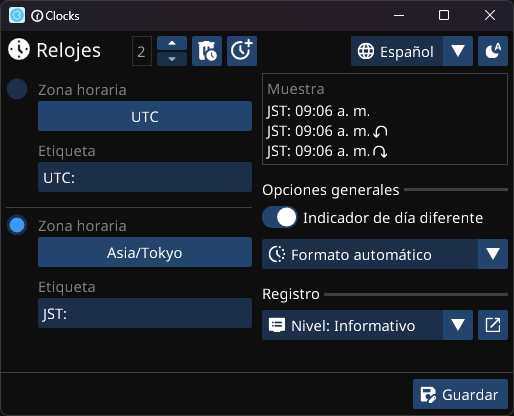 Clocks
Relojes
2
Español
A
Zona horaria
UTC
Etiqueta
UTC:
Zona horaria
Asia/Tokyo
Etiqueta
JST:
Muestra
JST: 09:06 a. m.
JST: 09:06 a. m.
JST: 09:06 a. m.
Opciones generales
Indicador de día diferente
Formato automático
Registro
Nivel: Informativo
Guardar